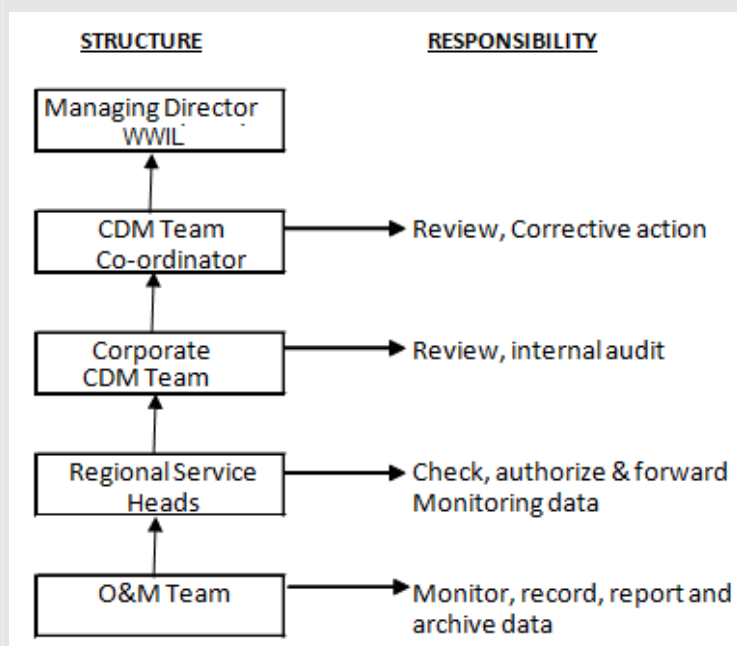 STRUCTURE RESPONSIBILITY
Managing Director
WWIL
CDM Team
Co-ordinator
Review, Corrective action
Corporate
CDM Team
Review, internal audit
Regional Service
Heads
Check, authorize & forward
Monitoring data
O&M Team
Monitor, record, report and
archive data